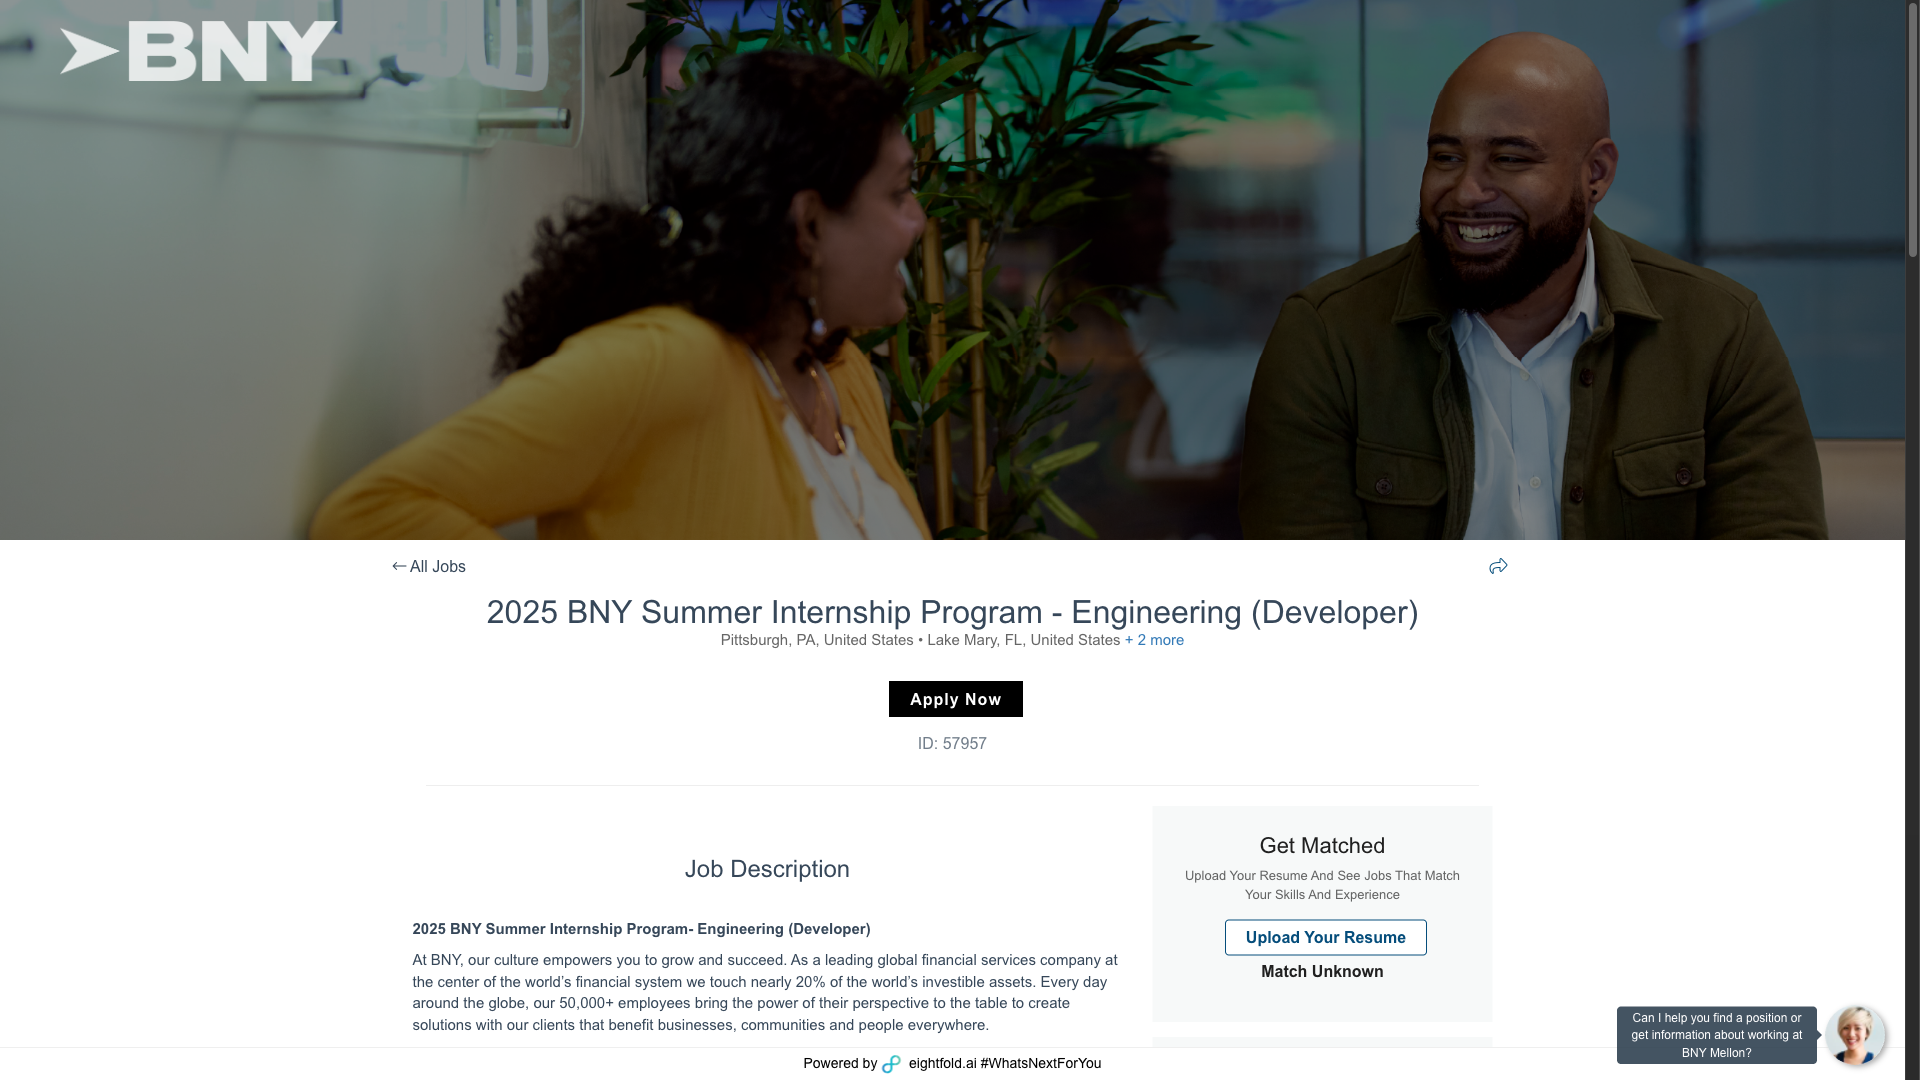 BNY
All Jobs
2025 BNY Summer Internship Program - Engineering (Developer)
Pittsburgh, PA, United States • Lake Mary, FL, United States + 2 more
Apply Now
ID: 57957
Job Description
2025 BNY Summer Internship Program- Engineering (Developer)
At BNY, our culture empowers you to grow and succeed. As a leading global financial services company at
the center of the world’s financial system we touch nearly 20% of the world’s investible assets. Every day
around the globe, our 50,000+ employees bring the power of their perspective to the table to create
solutions with our clients that benefit businesses, communities and people everywhere.
Get Matched
Upload Your Resume And See Jobs That Match
Your Skills And Experience
Upload Your Resume
Match Unknown
Can I help you find a position or
get information about working at
BNY Mellon?
Powered by eightfold.ai #WhatsNextForYou